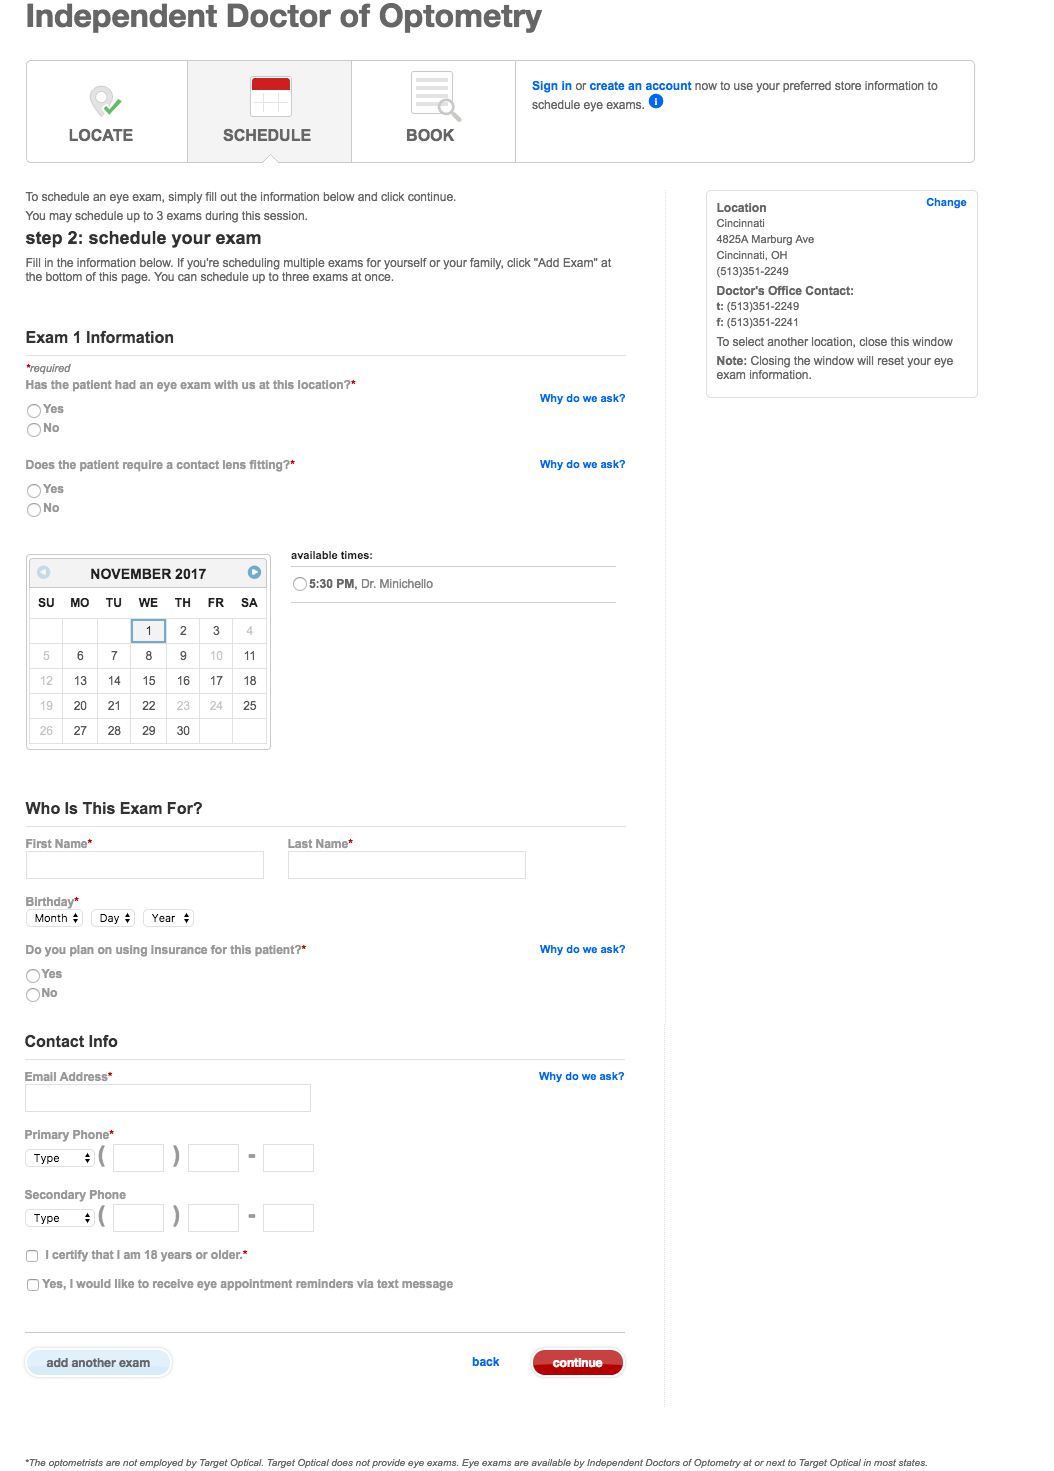 Independent Doctor of Optometry
LOCATE
SCHEDULE
BOOK
Sign in or create an account now to use your preferred store information to
schedule eye exams. i
To schedule an eye exam, simply fill out the information below and click continue.
You may schedule up to 3 exams during this session.
step 2: schedule your exam
Fill in the information below. If you're scheduling multiple exams for yourself or your family, click "Add Exam" at
the bottom of this page. You can schedule up to three exams at once.
Location
Change
Cincinnati
4825A Marburg Ave
Cincinnati, OH
(513)351-2249
Doctor's Office Contact:
t: (513)351-2249
f: (513)351-2241
To select another location, close this window
Note: Closing the window will reset your eye
exam information.
Exam 1 Information
*required
Has the patient had an eye exam with us at this location?*
Why do we ask?
Yes
No
Does the patient require a contact lens fitting?*
Why do we ask?
Yes
No
NOVEMBER 2017
SU MO TU WE TH FR SA
1 2 3 4
5 6 7 8 9 10 11
12 13 14 15 16 17 18
19 20 21 22 23 24 25
26 27 28 29 30
available times:
5:30 PM, Dr. Minichello
Who Is This Exam For?
First Name*
Last Name*
Birthday*
Month Day Year
Do you plan on using insurance for this patient?*
Why do we ask?
Yes
No
Contact Info
Email Address*
Why do we ask?
Primary Phone*
Type ( ) -
Secondary Phone
Type ( ) -
I certify that I am 18 years or older.*
Yes, I would like to receive eye appointment reminders via text message
add another exam
back
continue
*The optometrists are not employed by Target Optical. Target Optical does not provide eye exams. Eye exams are available by Independent Doctors of Optometry at or next to Target Optical in most states.